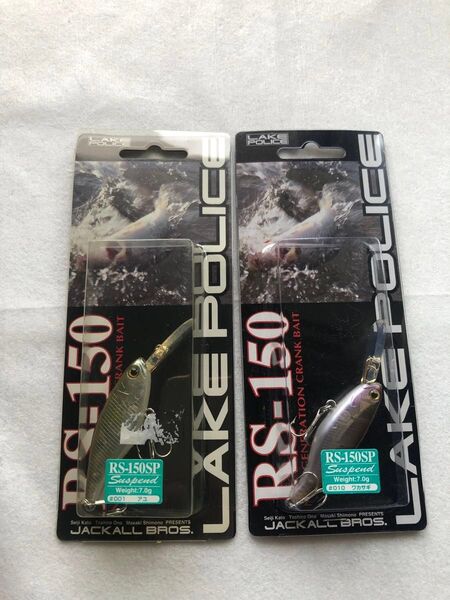 LAKE
POLICE
RS-150
CRANK BAIT
LAKE POLICE
RS-150SP
Suspend
Weight:7.0g
#001 アユ
Seiji Kato Toshiro Ono Masaki Shimono PRESENTS
JACKALL BROS.
LAKE
POLICE
RS-150
CRANK BAIT
LAKE POLICE
RS-150SP
Suspend
Weight:7.0g
#010 ワカサギ
Seiji Kato Toshiro Ono Masaki Shimono PRESENTS
JACKALL BROS.